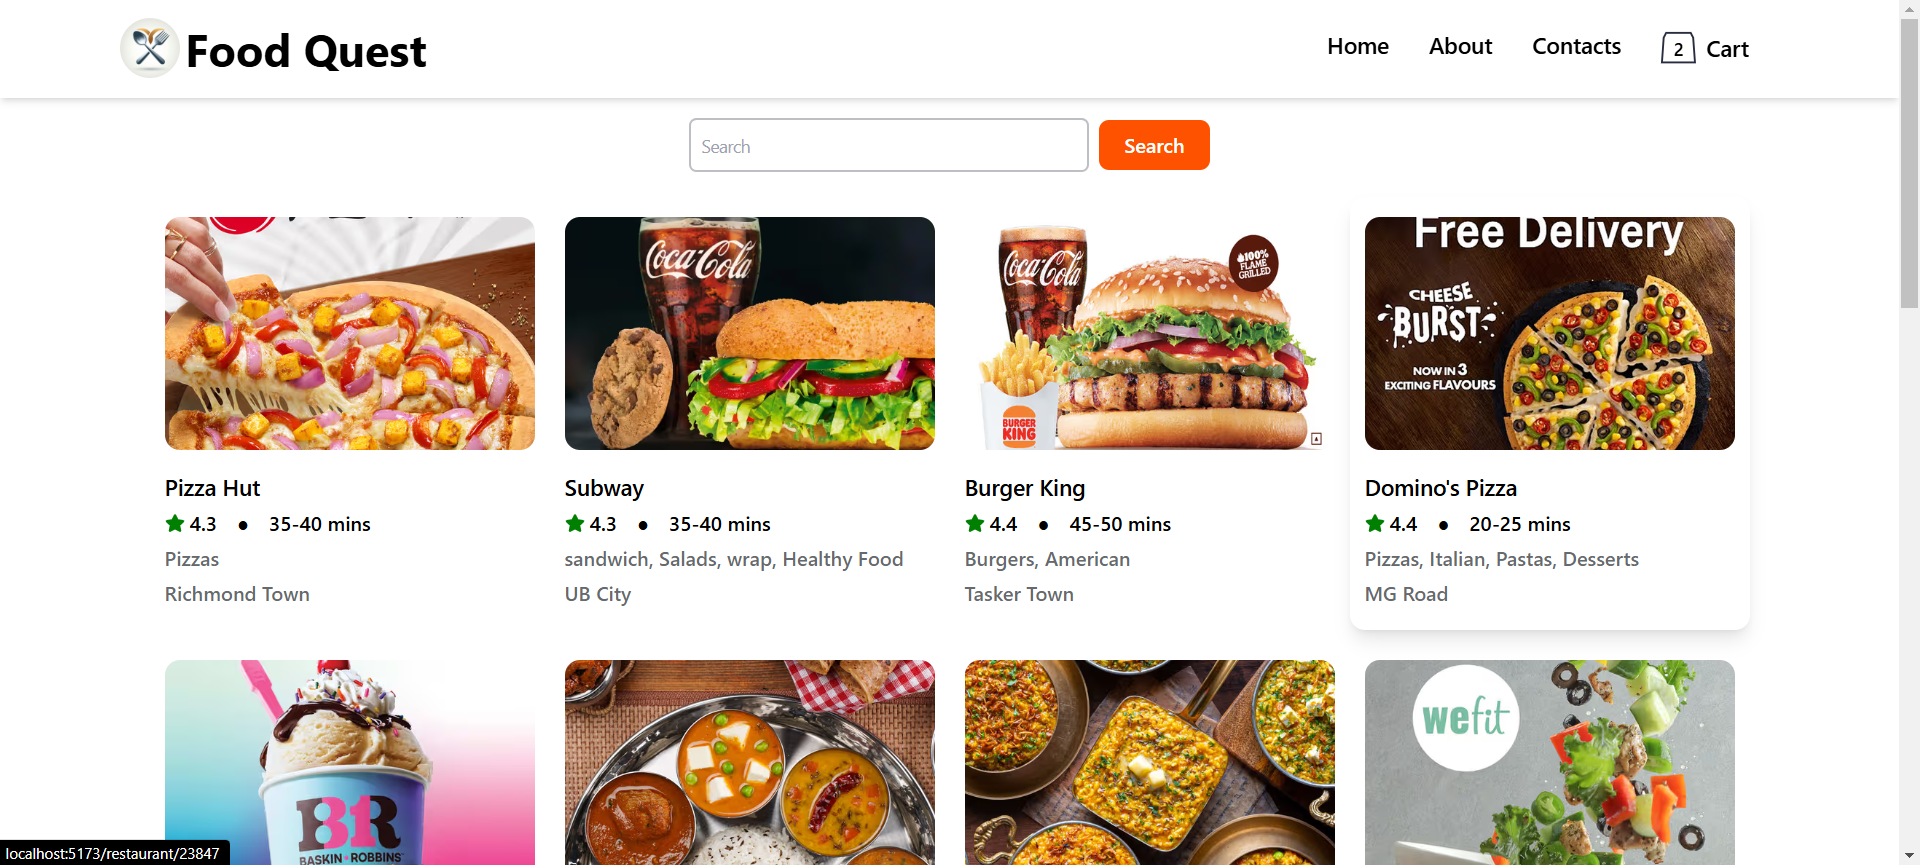 Food Quest
Home
About
Contacts
2
Cart
Search
Search
Coca-Cola
Coca-Cola
100%
FLAME
GRILLED
BURGER
KING
Free Delivery
CHEESE
BURST
NOW IN 3
EXCITING FLAVOURS
Pizza Hut
4.3 ● 35-40 mins
Pizzas
Richmond Town
Subway
4.3 ● 35-40 mins
sandwich, Salads, wrap, Healthy Food
UB City
Burger King
4.4 ● 45-50 mins
Burgers, American
Tasker Town
Domino's Pizza
4.4 ● 20-25 mins
Pizzas, Italian, Pastas, Desserts
MG Road
BR
BASKIN ROBBINS
wefit
localhost:5173/restaurant/23847